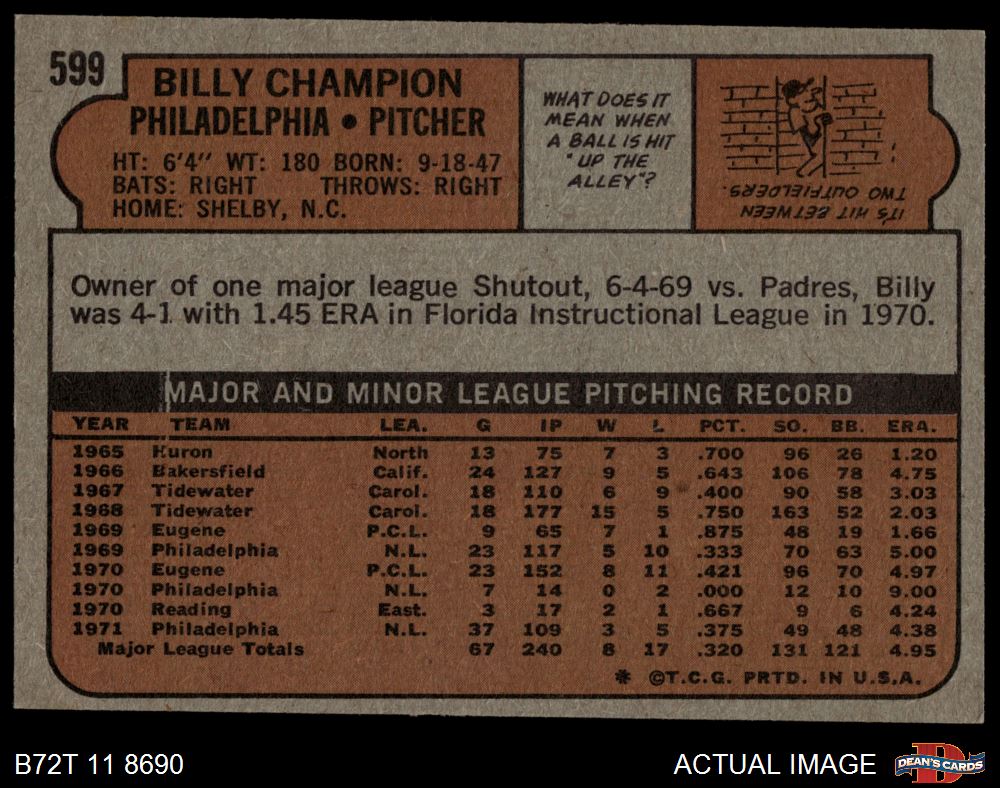 599
BILLY CHAMPION
PHILADELPHIA • PITCHER
HT: 6'4" WT: 180 BORN: 9-18-47
BATS: RIGHT THROWS: RIGHT
HOME: SHELBY, N.C.
WHAT DOES IT
MEAN WHEN
A BALL IS HIT
"UP THE
ALLEY"?
IT'S HIT BETWEEN
TWO OUTFIELDERS.
Owner of one major league Shutout, 6-4-69 vs. Padres, Billy
was 4-1 with 1.45 ERA in Florida Instructional League in 1970.
MAJOR AND MINOR LEAGUE PITCHING RECORD
YEAR TEAM LEA. G IP W L PCT. SO. BB. ERA.
1965 Huron North 13 75 7 3 .700 96 26 1.20
1966 Bakersfield Calif. 24 127 9 5 .643 106 78 4.75
1967 Tidewater Carol. 18 110 6 9 .400 90 58 3.03
1968 Tidewater Carol. 18 177 15 5 .750 163 52 2.03
1969 Eugene P.C.L. 9 65 7 1 .875 48 19 1.66
1969 Philadelphia N.L. 23 117 5 10 .333 70 63 5.00
1970 Eugene P.C.L. 23 152 8 11 .421 96 70 4.97
1970 Philadelphia N.L. 7 14 0 2 .000 12 10 9.00
1970 Reading East. 3 17 2 1 .667 9 6 4.24
1971 Philadelphia N.L. 37 109 3 5 .375 49 48 4.38
Major League Totals 67 240 8 17 .320 131 121 4.95
* ©T.C.G. PRTD. IN U.S.A.
B72T 11 8690
ACTUAL IMAGE
D
DEAN'S CARDS